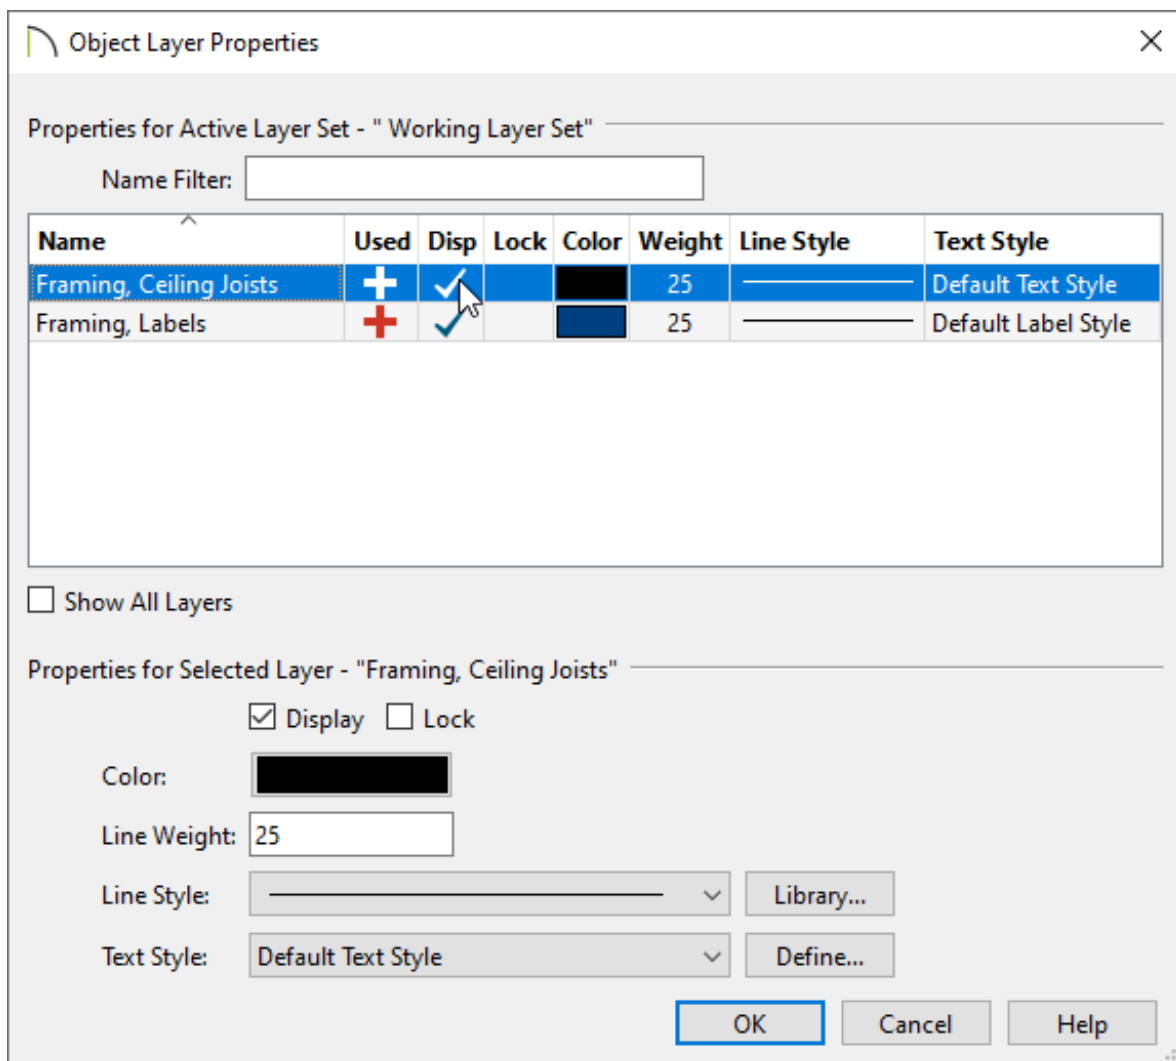 Object Layer Properties
Properties for Active Layer Set - " Working Layer Set"
Name Filter:
Name Used Disp Lock Color Weight Line Style Text Style
Framing, Ceiling Joists 25 Default Text Style
Framing, Labels 25 Default Label Style
Show All Layers
Properties for Selected Layer - "Framing, Ceiling Joists"
Display Lock
Color:
Line Weight: 25
Line Style: Library...
Text Style: Default Text Style Define...
OK Cancel Help